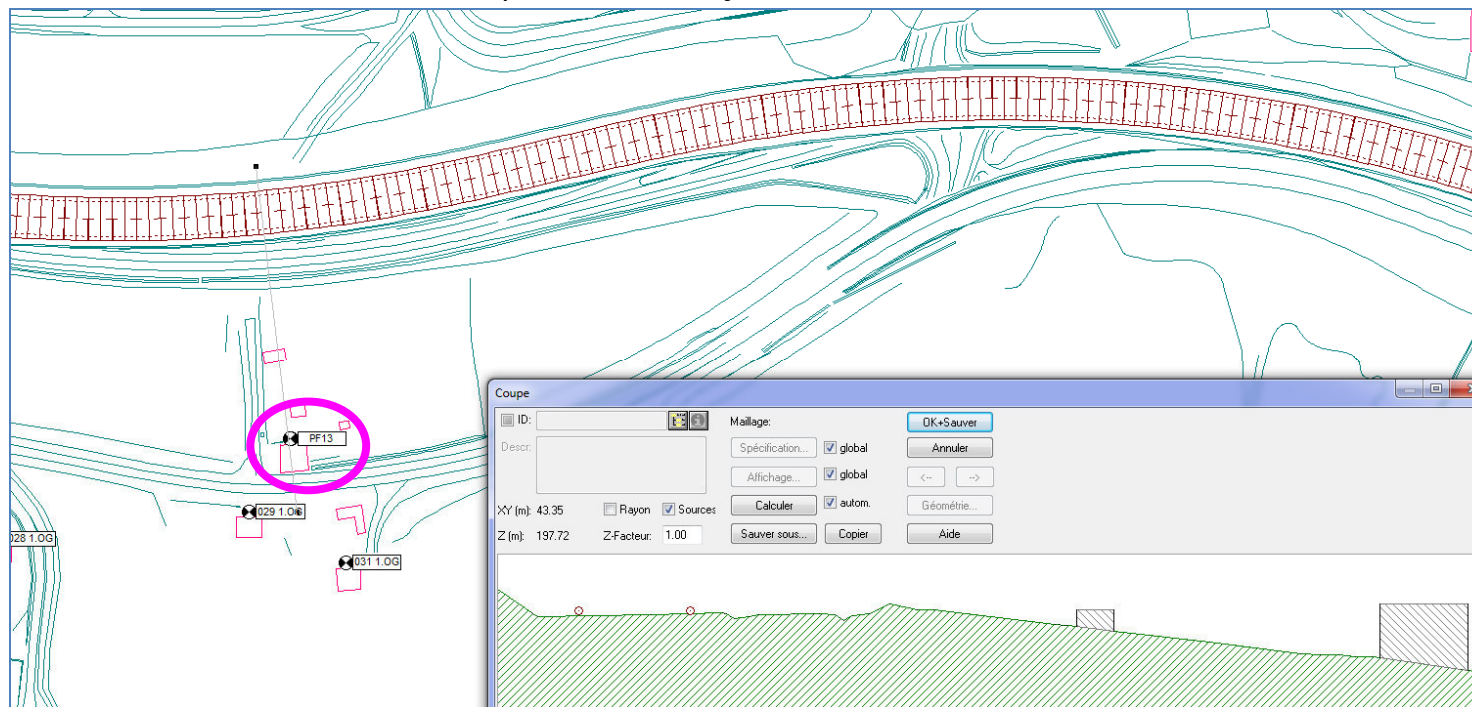 PF13
029 1.OG
028 1.OG
031 1.OG
Coupe
ID:
Maillage:
OK+Sauver
Descr:
Spécification...
global
Annuler
Affichage...
global
<--
-->
XY (m): 43.35
Rayon
Sources
Calculer
autom.
Géométrie...
Z (m): 197.72
Z-Facteur: 1.00
Sauver sous...
Copier
Aide